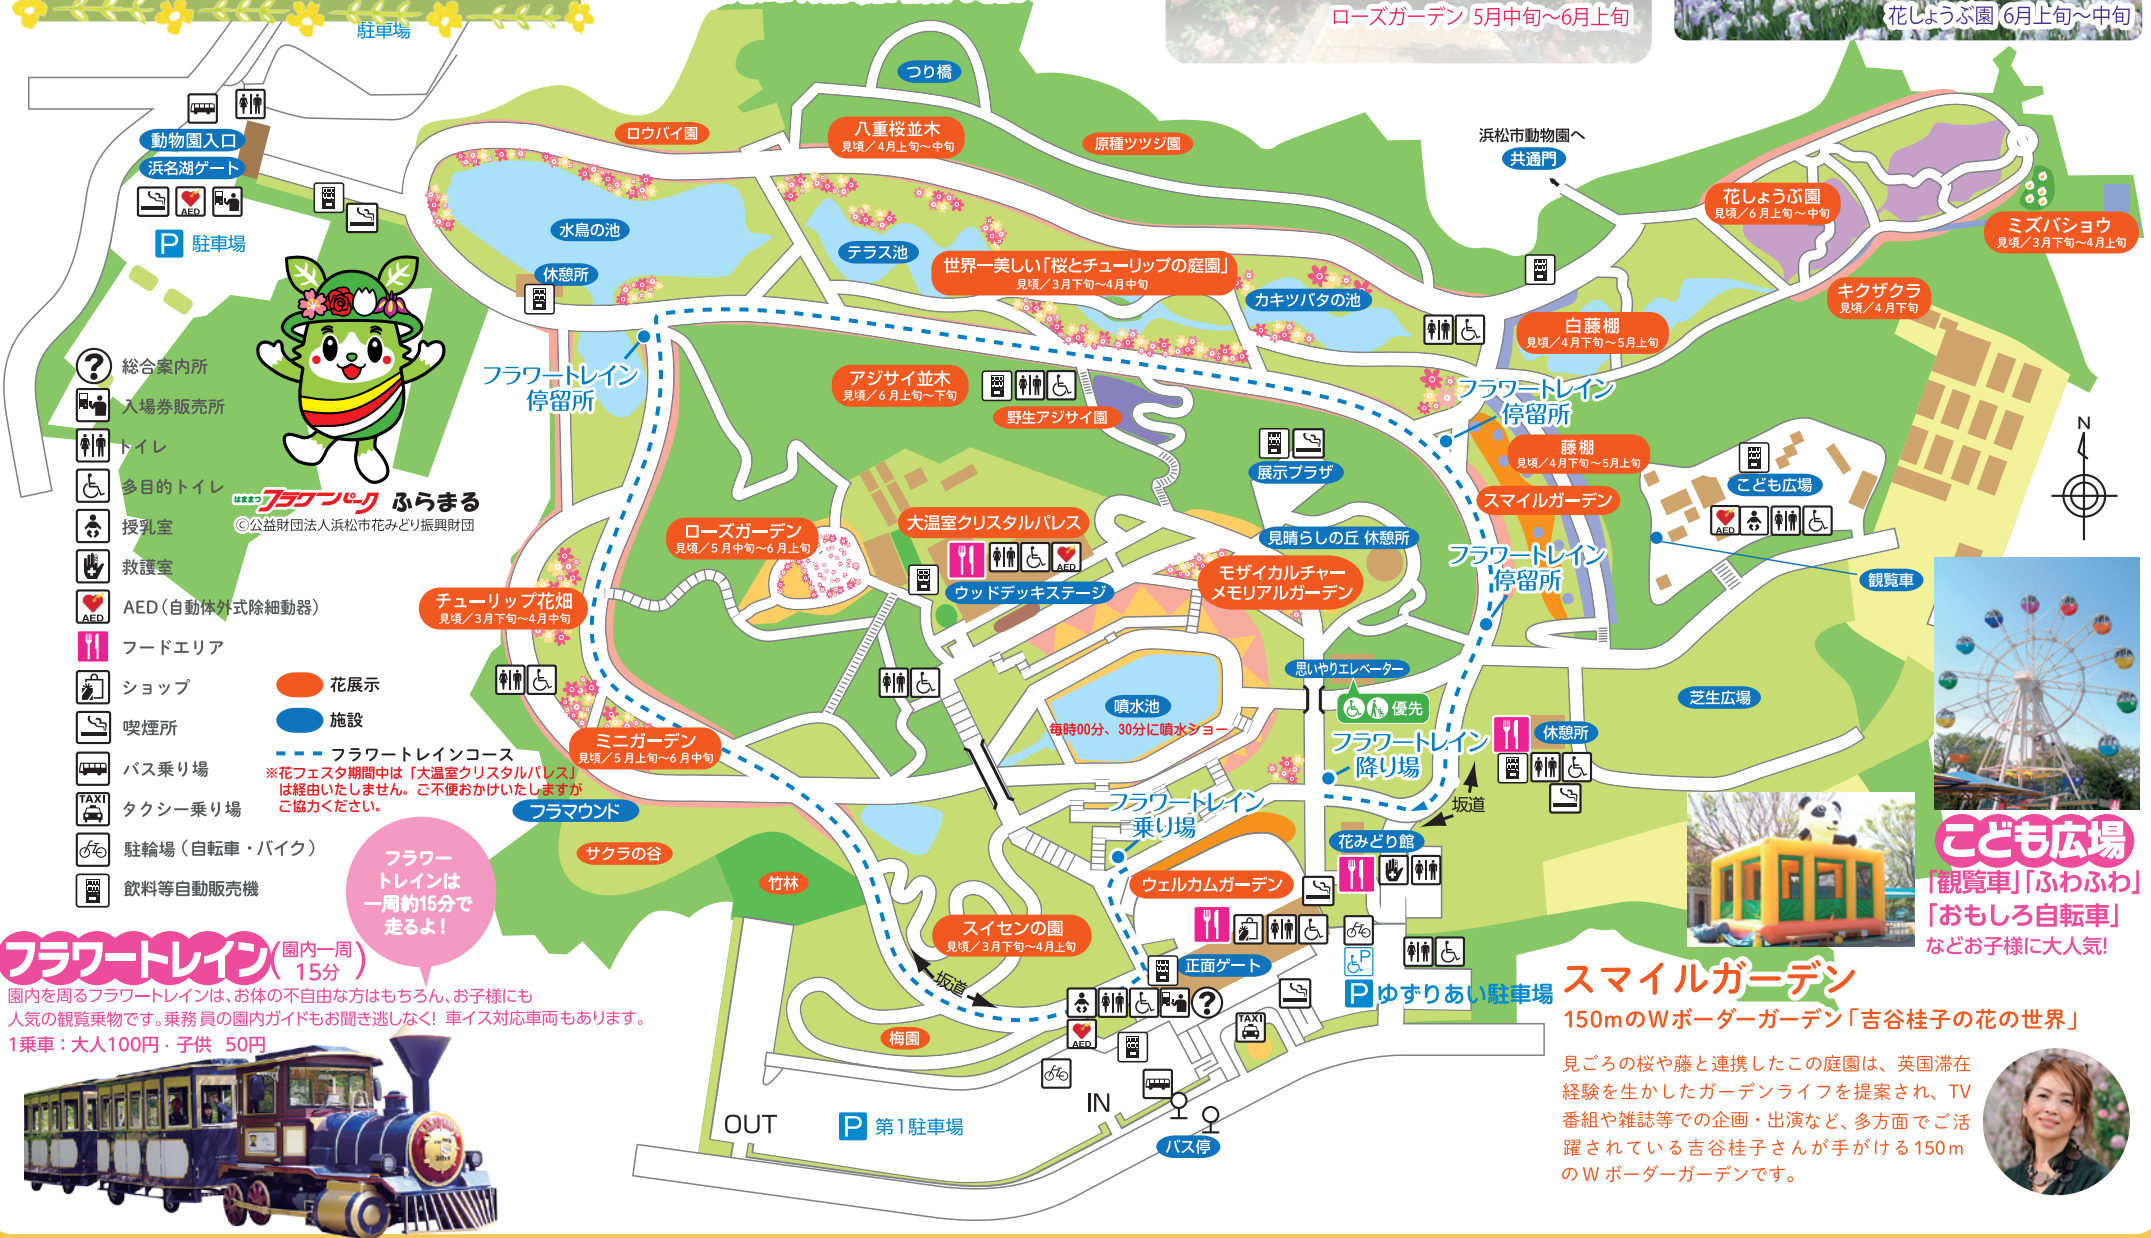 駐車場
ローズガーデン 5月中旬～6月上旬
花しょうぶ園 6月上旬～中旬
つり橋
動物園入口
浜名湖ゲート
AED
P 駐車場
ロウバイ園
八重桜並木
見頃／4月上旬～中旬
原種ツツジ園
浜松市動物園へ
共通門
花しょうぶ園
見頃／6月上旬～中旬
ミズバショウ
見頃／3月下旬～4月上旬
水鳥の池
テラス池
休憩所
世界一美しい「桜とチューリップの庭園」
見頃／3月下旬～4月中旬
カキツバタの池
キクザクラ
見頃／4月下旬
白藤棚
見頃／4月下旬～5月上旬
フラワートレイン
停留所
アジサイ並木
見頃／6月上旬～下旬
野生アジサイ園
フラワートレイン
停留所
藤棚
見頃／4月下旬～5月上旬
展示プラザ
スマイルガーデン
こども広場
AED
N
総合案内所
入場券販売所
トイレ
多目的トイレ
授乳室
救護室
AED
AED（自動体外式除細動器）
フードエリア
ショップ
喫煙所
バス乗り場
TAXI
タクシー乗り場
駐輪場（自転車・バイク）
飲料等自動販売機
花展示
施設
フラワートレインコース
※花フェスタ期間中は「大温室クリスタルパレス」
は経由いたしません。ご不便おかけいたしますが
ご協力ください。
はままつ フラワーパーク ふらまる
©公益財団法人浜松市花みどり振興財団
ローズガーデン
見頃／5月中旬～6月上旬
大温室クリスタルパレス
AED
ウッドデッキステージ
見晴らしの丘 休憩所
モザイカルチャー
メモリアルガーデン
フラワートレイン
停留所
観覧車
チューリップ花畑
見頃／3月下旬～4月中旬
思いやりエレベーター
優先
噴水池
毎時00分、30分に噴水ショー
芝生広場
ミニガーデン
見頃／5月上旬～6月中旬
フラワートレイン
降り場
休憩所
坂道
フラマウンド
フラワートレイン
乗り場
花みどり館
サクラの谷
竹林
ウェルカムガーデン
スイセンの園
見頃／3月下旬～4月上旬
坂道
正面ゲート
P
P ゆずりあい駐車場
AED
TAXI
梅園
IN
OUT
P 第1駐車場
バス停
フラワー
トレインは
一周約15分で
走るよ！
フラワートレイン（園内一周
15分）
園内を周るフラワートレインは、お体の不自由な方はもちろん、お子様にも
人気の観覧乗物です。乗務員の園内ガイドもお聞き逃しなく！ 車イス対応車両もあります。
1乗車：大人100円・子供 50円
こども広場
「観覧車」「ふわふわ」
「おもしろ自転車」
などお子様に大人気！
スマイルガーデン
150mのWボーダーガーデン「吉谷桂子の花の世界」
見ごろの桜や藤と連携したこの庭園は、英国滞在
経験を生かしたガーデンライフを提案され、TV
番組や雑誌等での企画・出演など、多方面でご活
躍されている吉谷桂子さんが手がける150m
のWボーダーガーデンです。